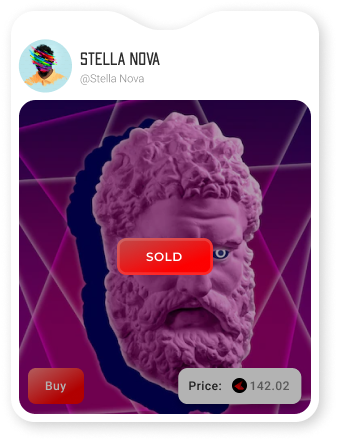 STELLA NOVA
@Stella Nova
SOLD
Buy
Price: 142.02